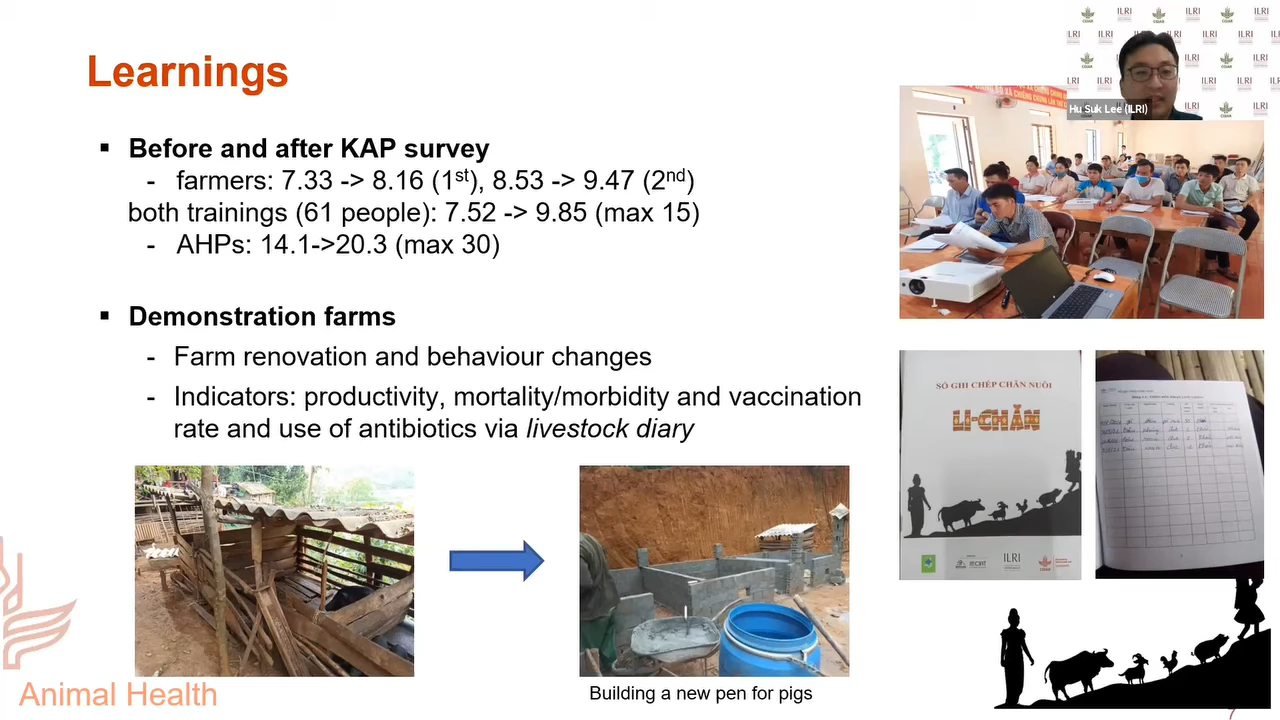 Learnings
▪ Before and after KAP survey
- farmers: 7.33 -> 8.16 (1st), 8.53 -> 9.47 (2nd)
both trainings (61 people): 7.52 -> 9.85 (max 15)
- AHPs: 14.1->20.3 (max 30)
▪ Demonstration farms
- Farm renovation and behaviour changes
- Indicators: productivity, mortality/morbidity and vaccination
rate and use of antibiotics via livestock diary
Building a new pen for pigs
Animal Health
7
Hu Suk Lee (ILRI)
ILRI
CGIAR
SỔ GHI CHÉP CHĂN NUÔI
LI-CHĂN
ILRI